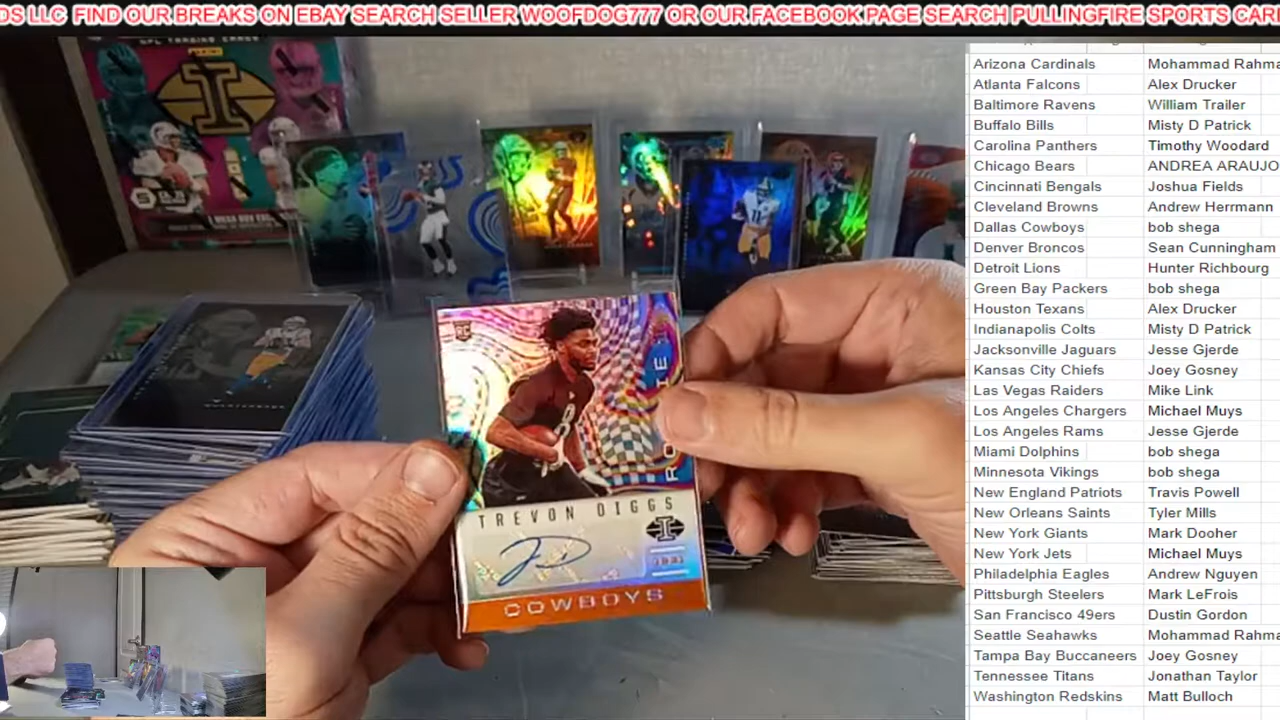 DS LLC FIND OUR BREAKS ON EBAY SEARCH SELLER WOOFDOG777 OR OUR FACEBOOK PAGE SEARCH PULLINGFIRE SPORTS CAR
Arizona Cardinals Mohammad Rahma
Atlanta Falcons Alex Drucker
Baltimore Ravens William Trailer
Buffalo Bills Misty D Patrick
Carolina Panthers Timothy Woodard
Chicago Bears ANDREA ARAUJO
Cincinnati Bengals Joshua Fields
Cleveland Browns Andrew Herrmann
Dallas Cowboys bob shega
Denver Broncos Sean Cunningham
Detroit Lions Hunter Richbourg
Green Bay Packers bob shega
Houston Texans Alex Drucker
Indianapolis Colts Misty D Patrick
Jacksonville Jaguars Jesse Gjerde
Kansas City Chiefs Joey Gosney
Las Vegas Raiders Mike Link
Los Angeles Chargers Michael Muys
Los Angeles Rams Jesse Gjerde
Miami Dolphins bob shega
Minnesota Vikings bob shega
New England Patriots Travis Powell
New Orleans Saints Tyler Mills
New York Giants Mark Dooher
New York Jets Michael Muys
Philadelphia Eagles Andrew Nguyen
Pittsburgh Steelers Mark LeFrois
San Francisco 49ers Dustin Gordon
Seattle Seahawks Mohammad Rahma
Tampa Bay Buccaneers Joey Gosney
Tennessee Titans Jonathan Taylor
Washington Redskins Matt Bulloch
RC
TREVON DIGGS
COWBOYS